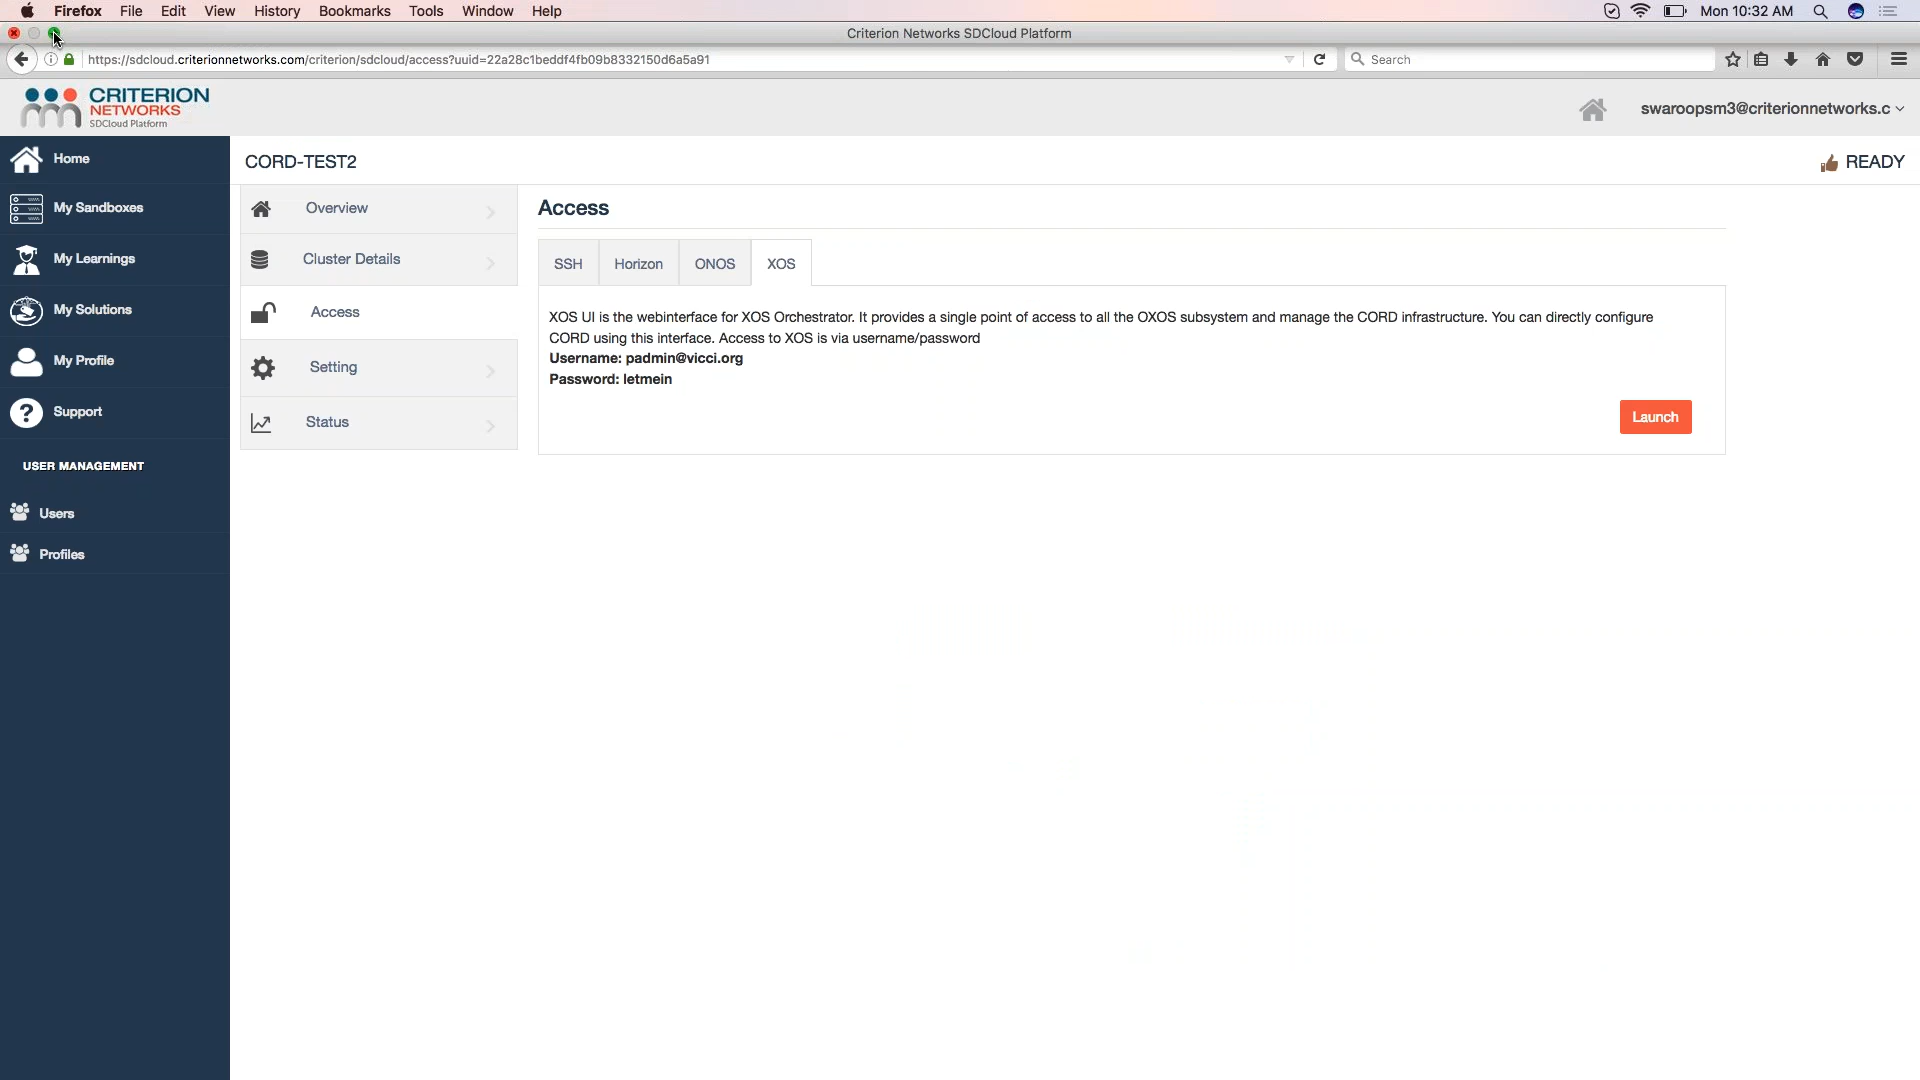 Firefox File Edit View History Bookmarks Tools Window Help Mon 10:32 AM
Criterion Networks SDCloud Platform
https://sdcloud.criterionnetworks.com/criterion/sdcloud/access?uuid=22a28c1beddf4fb09b8332150d6a5a91 Search
CRITERION
NETWORKS
SDCloud Platform
swaroopsm3@criterionnetworks.c
Home
My Sandboxes
My Learnings
My Solutions
My Profile
Support
USER MANAGEMENT
Users
Profiles
CORD-TEST2 READY
Overview
Cluster Details
Access
Setting
Status
Access
SSH Horizon ONOS XOS
XOS UI is the webinterface for XOS Orchestrator. It provides a single point of access to all the OXOS subsystem and manage the CORD infrastructure. You can directly configure
CORD using this interface. Access to XOS is via username/password
Username: padmin@vicci.org
Password: letmein
Launch